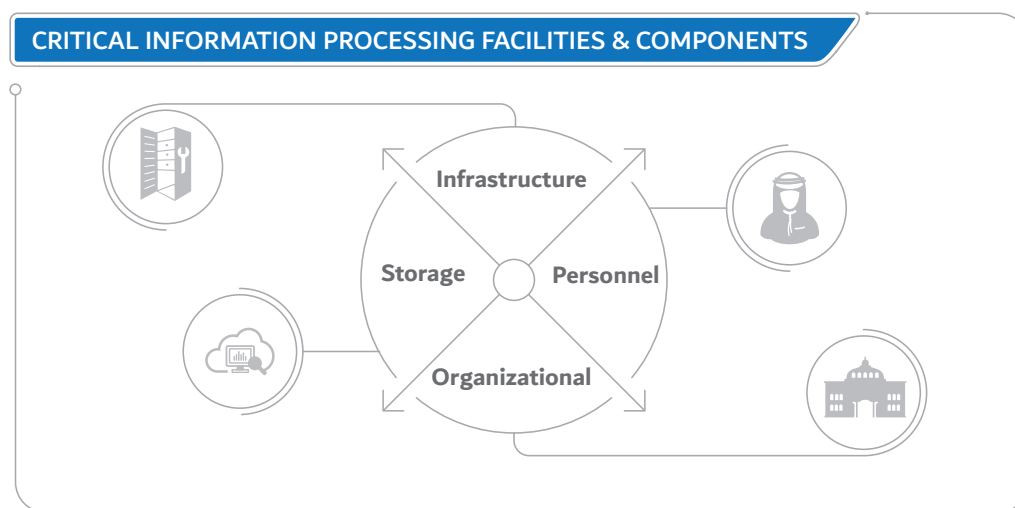 CRITICAL INFORMATION PROCESSING FACILITIES & COMPONENTS
Infrastructure
Storage
Personnel
Organizational